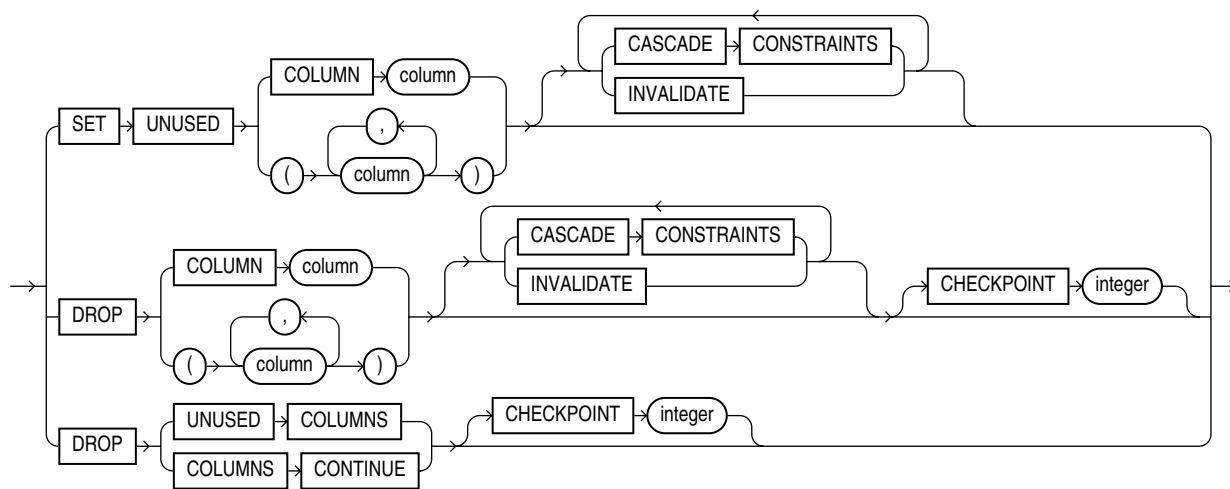 CASCADE CONSTRAINTS
COLUMN column
INVALIDATE
SET UNUSED
,
( column )
CASCADE CONSTRAINTS
COLUMN column
INVALIDATE
CHECKPOINT integer
DROP
,
( column )
UNUSED COLUMNS
CHECKPOINT integer
DROP
COLUMNS CONTINUE